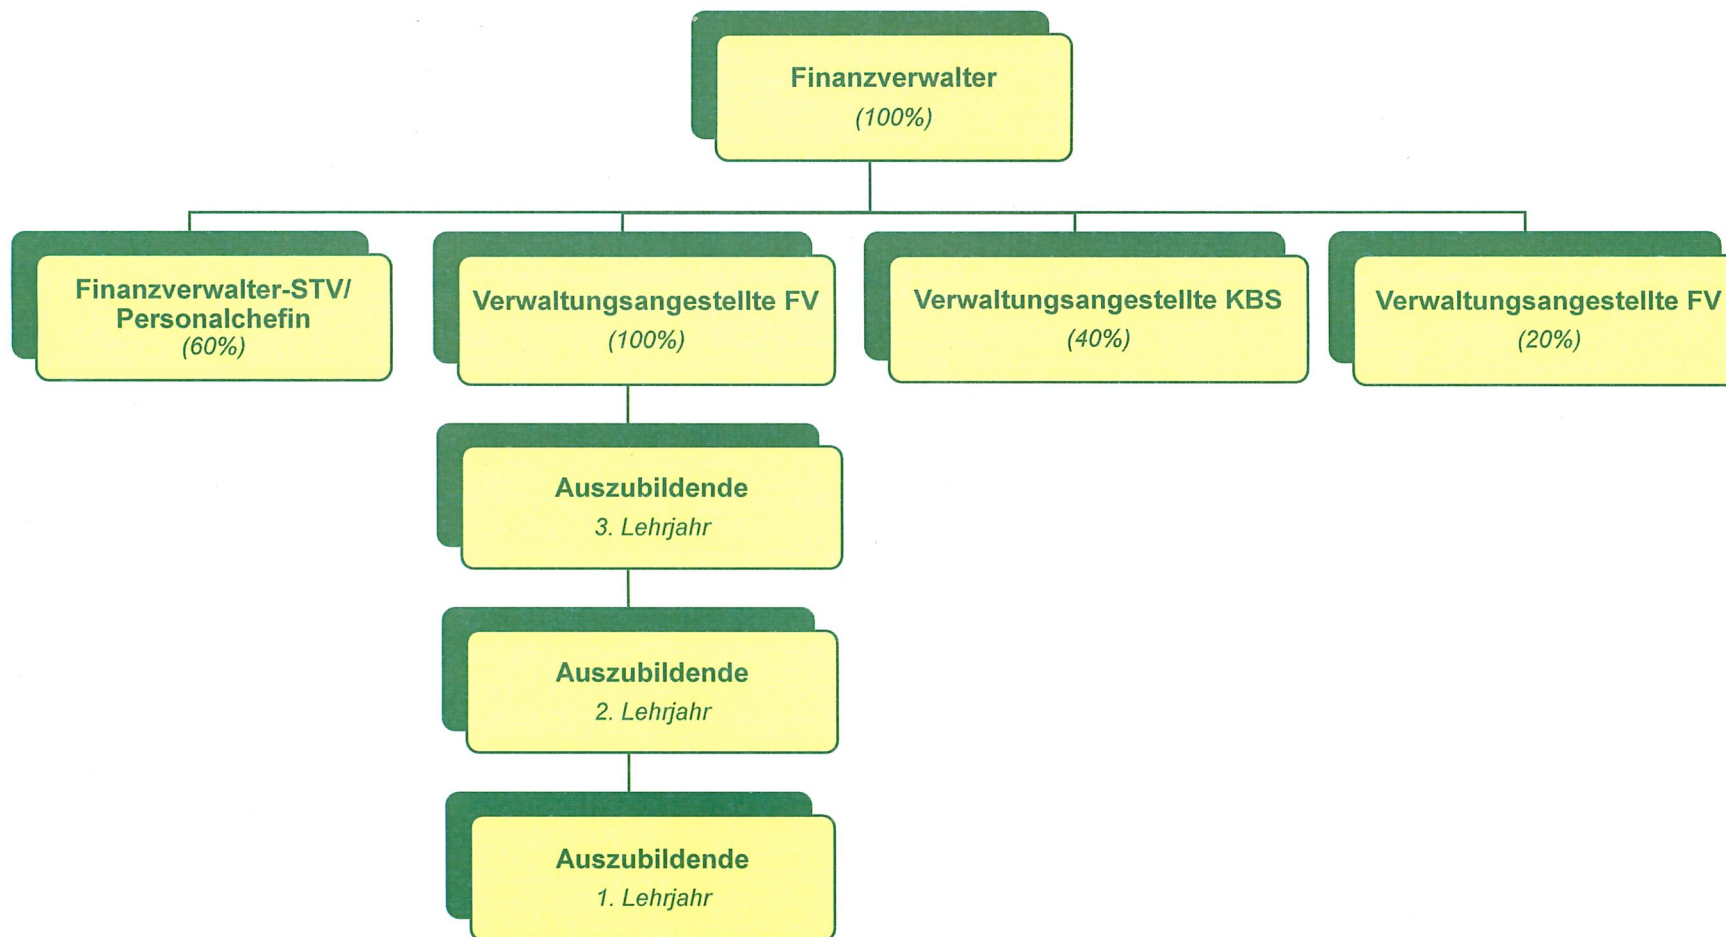 Finanzverwalter
(100%)
Finanzverwalter-STV/
Personalchefin
(60%)
Verwaltungsangestellte FV
(100%)
Verwaltungsangestellte KBS
(40%)
Verwaltungsangestellte FV
(20%)
Auszubildende
3. Lehrjahr
Auszubildende
2. Lehrjahr
Auszubildende
1. Lehrjahr